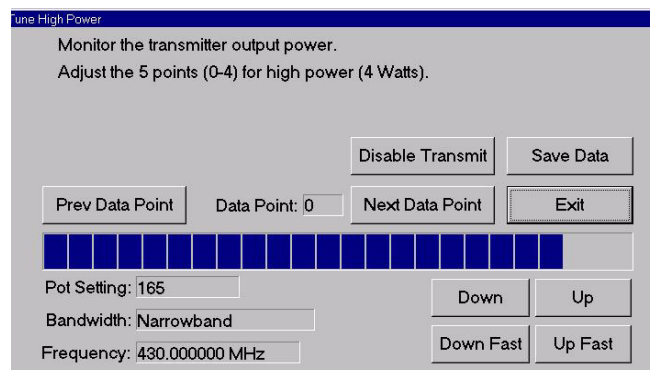 Tune High Power
Monitor the transmitter output power.
Adjust the 5 points (0-4) for high power (4 Watts).
Disable Transmit
Save Data
Prev Data Point
Data Point: 0
Next Data Point
Exit
Pot Setting: 165
Down
Up
Bandwidth: Narrowband
Frequency: 430.000000 MHz
Down Fast
Up Fast